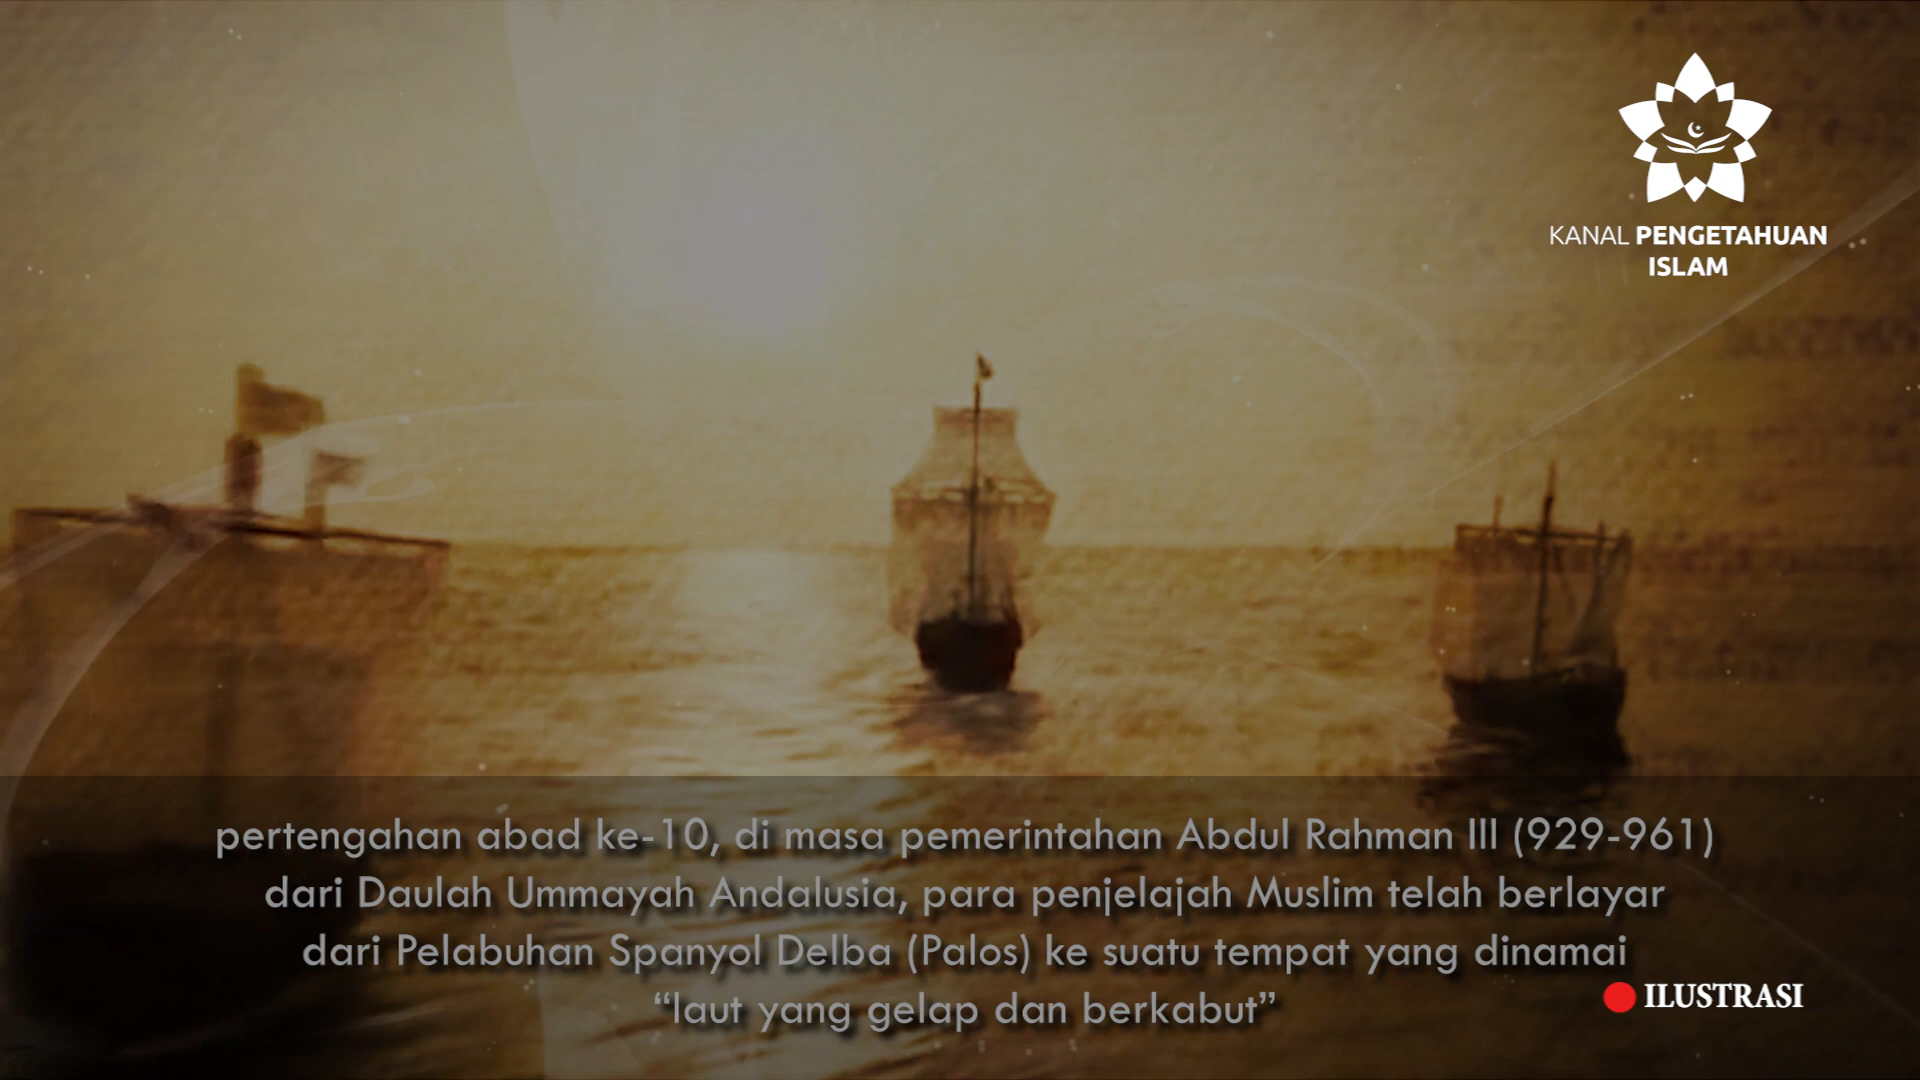 KANAL PENGETAHUAN
ISLAM
pertengahan abad ke-10, di masa pemerintahan Abdul Rahman III (929-961)
dari Daulah Ummayah Andalusia, para penjelajah Muslim telah berlayar
dari Pelabuhan Spanyol Delba (Palos) ke suatu tempat yang dinamai
“laut yang gelap dan berkabut”
ILUSTRASI